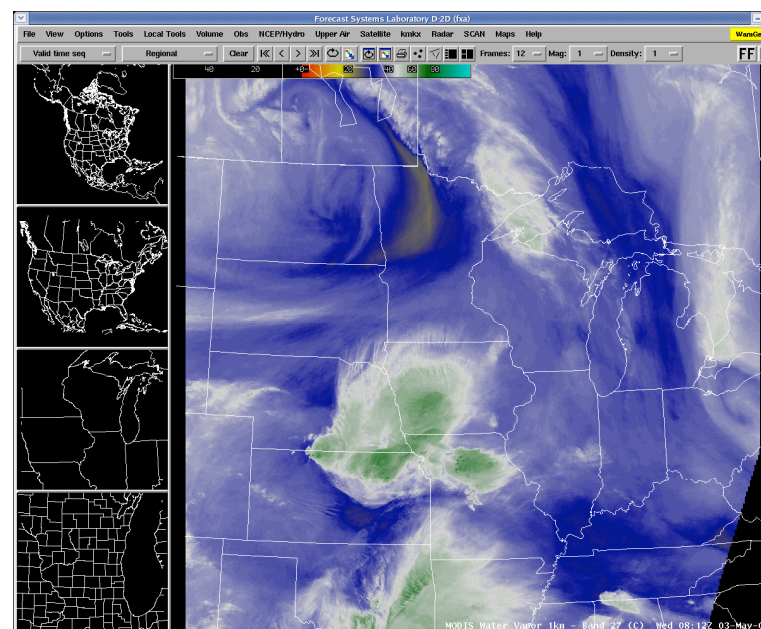 Forecast Systems Laboratory D-2D (fxa)
File View Options Tools Local Tools Volume Obs NCEP/Hydro Upper Air Satellite kmkx Radar SCAN Maps Help WarnGe
Valid time seq Regional Clear Frames: 12 Mag: 1 Density: 1 FF
40 20 +0- 20 40 60 80
MODIS Water Vapor 1km - Band 27 (C) Wed 08:12Z 03-May-0